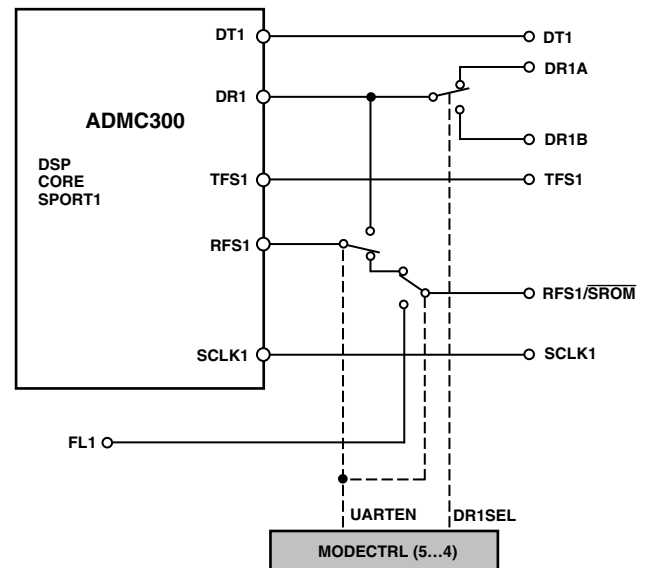 DT1
DT1
DR1A
DR1
ADMC300
DR1B
DSP
CORE
SPORT1
TFS1
TFS1
RFS1
RFS1/SROM
SCLK1
SCLK1
FL1
UARTEN
DR1SEL
MODECTRL (5...4)